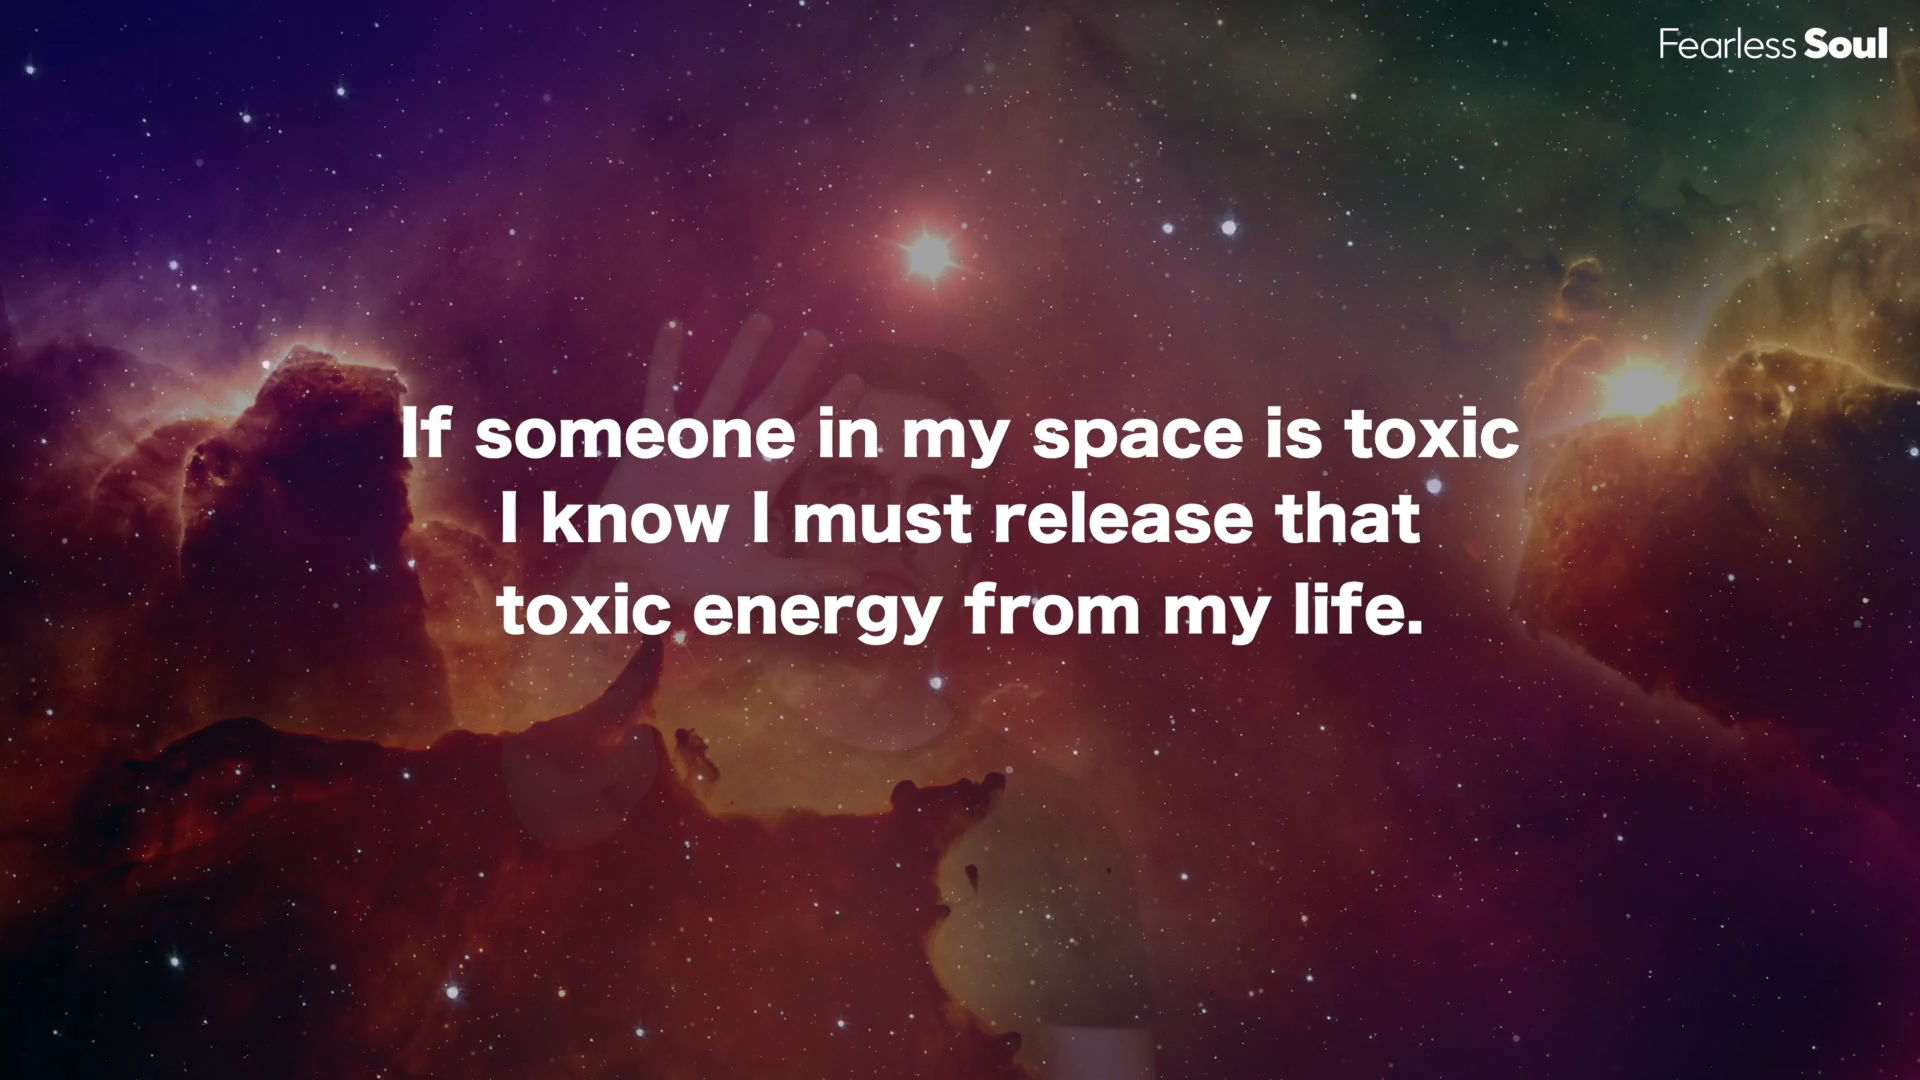 Fearless Soul
If someone in my space is toxic
I know I must release that
toxic energy from my life.